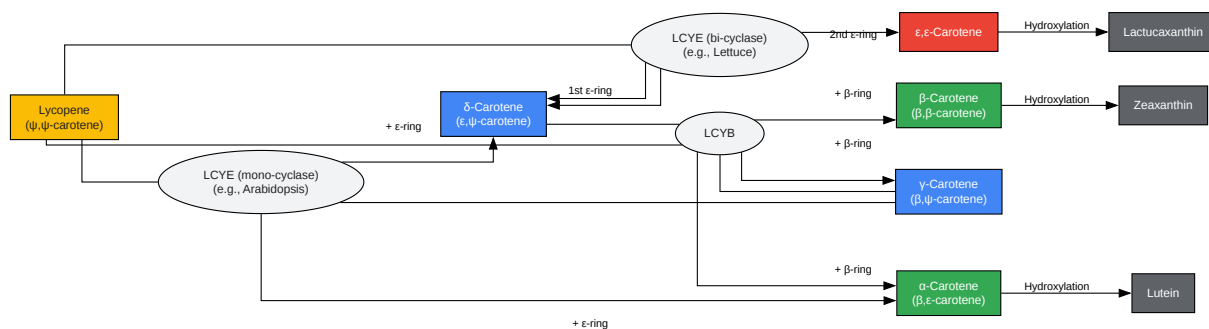 LCYE (bi-cyclase)
(e.g., Lettuce)
2nd ε-ring
ε,ε-Carotene
Hydroxylation
Lactucaxanthin
Lycopene
(ψ,ψ-carotene)
1st ε-ring
δ-Carotene
(ε,ψ-carotene)
+ β-ring
β-Carotene
(β,β-carotene)
Hydroxylation
Zeaxanthin
+ ε-ring
LCYB
+ β-ring
LCYE (mono-cyclase)
(e.g., Arabidopsis)
γ-Carotene
(β,ψ-carotene)
+ β-ring
α-Carotene
(β,ε-carotene)
Hydroxylation
Lutein
+ ε-ring